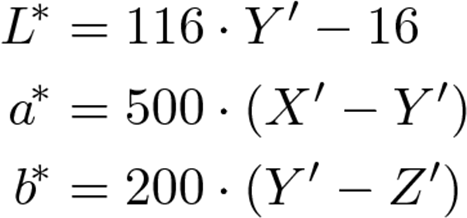 L* = 116 · Y′ − 16
a* = 500 · (X′ − Y′)
b* = 200 · (Y′ − Z′)